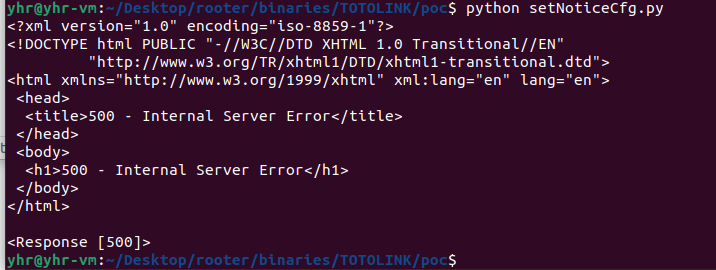 yhr@yhr-vm:~/Desktop/rooter/binaries/TOTOLINK/poc$ python setNoticeCfg.py
<?xml version="1.0" encoding="iso-8859-1"?>
<!DOCTYPE html PUBLIC "-//W3C//DTD XHTML 1.0 Transitional//EN"
         "http://www.w3.org/TR/xhtml1/DTD/xhtml1-transitional.dtd">
<html xmlns="http://www.w3.org/1999/xhtml" xml:lang="en" lang="en">
 <head>
  <title>500 - Internal Server Error</title>
 </head>
 <body>
  <h1>500 - Internal Server Error</h1>
 </body>
</html>

<Response [500]>
yhr@yhr-vm:~/Desktop/rooter/binaries/TOTOLINK/poc$